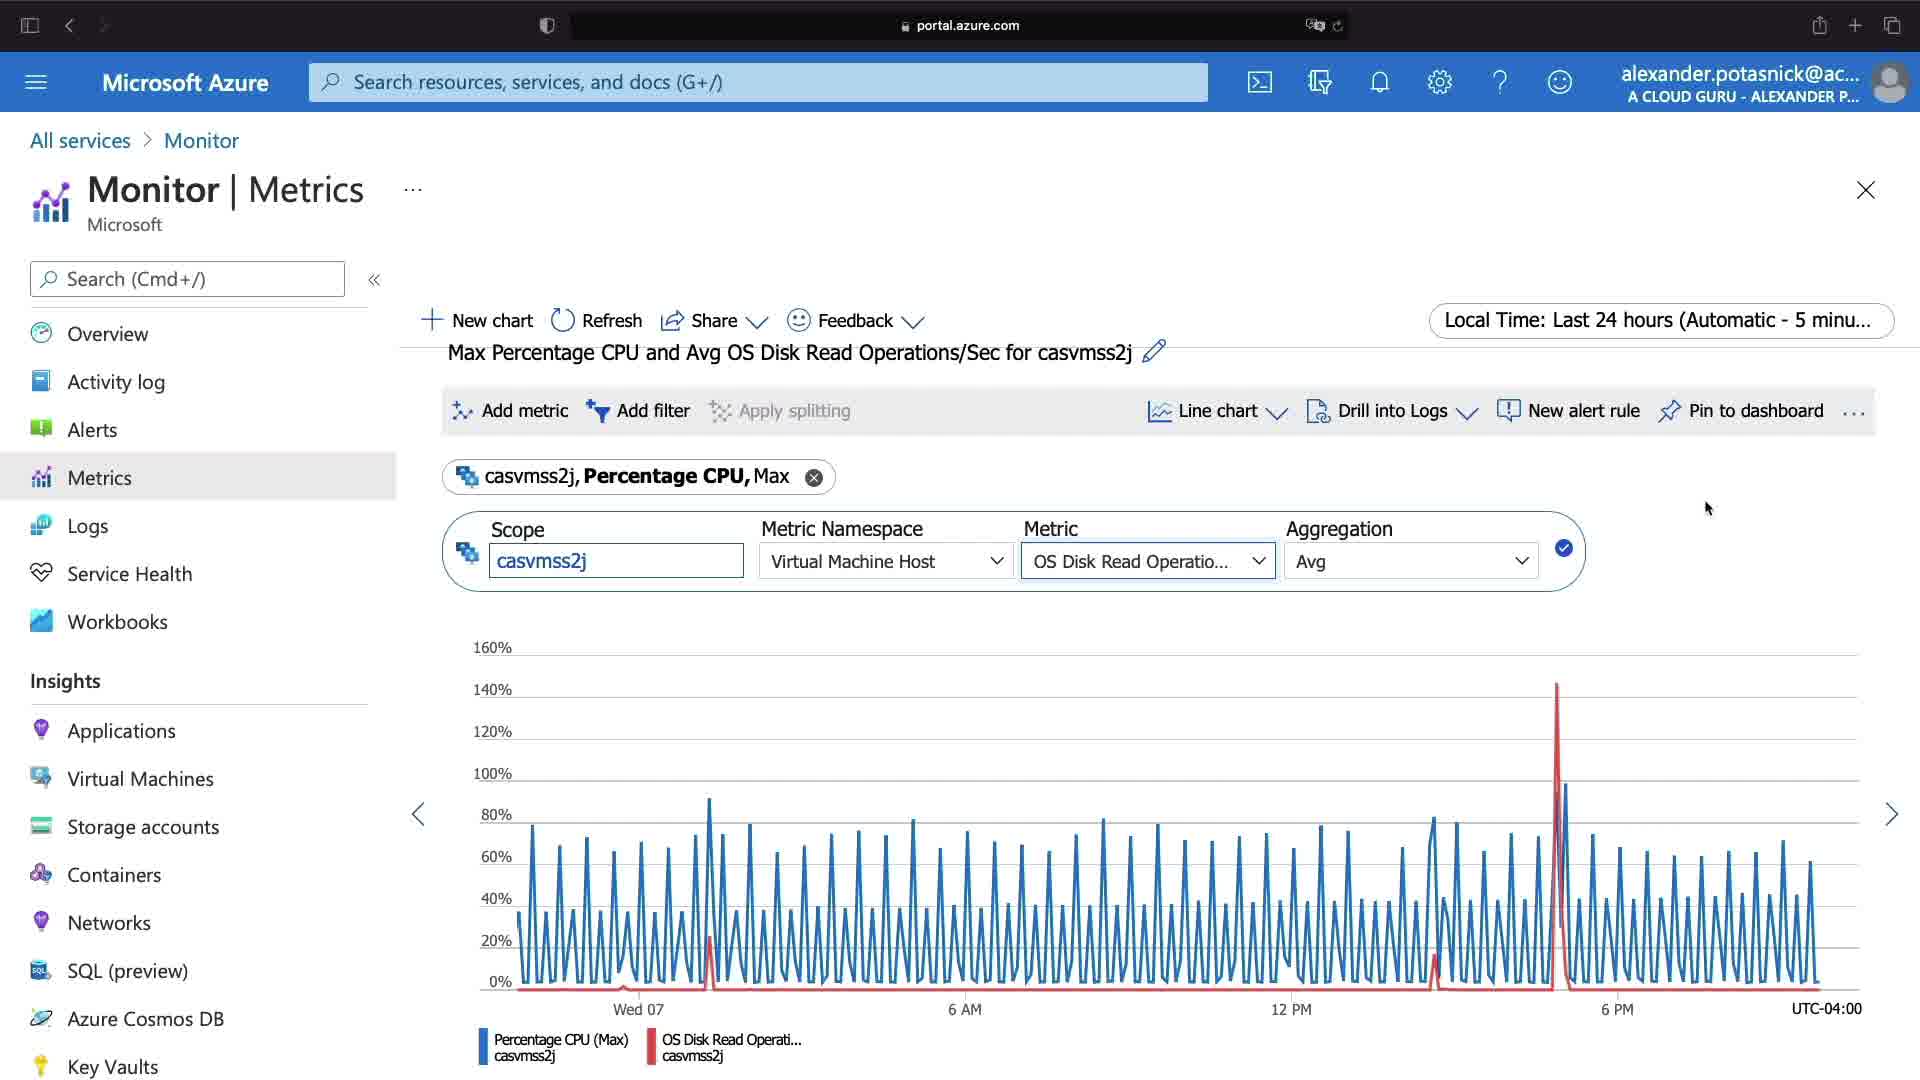 portal.azure.com
Microsoft Azure
Search resources, services, and docs (G+/)
alexander.potasnick@ac...
A CLOUD GURU - ALEXANDER P...
All services > Monitor
Monitor | Metrics ...
Microsoft
Search (Cmd+/)
«
Overview
Activity log
Alerts
Metrics
Logs
Service Health
Workbooks
Insights
Applications
Virtual Machines
Storage accounts
Containers
Networks
SQL (preview)
Azure Cosmos DB
Key Vaults
New chart Refresh Share Feedback
Local Time: Last 24 hours (Automatic - 5 minu...
Max Percentage CPU and Avg OS Disk Read Operations/Sec for casvmss2j
Add metric Add filter Apply splitting
Line chart Drill into Logs New alert rule Pin to dashboard ...
casvmss2j, Percentage CPU, Max
Scope Metric Namespace Metric Aggregation
casvmss2j Virtual Machine Host OS Disk Read Operatio... Avg
160%
140%
120%
100%
80%
60%
40%
20%
0%
Wed 07 6 AM 12 PM 6 PM UTC-04:00
Percentage CPU (Max)
casvmss2j
OS Disk Read Operati...
casvmss2j